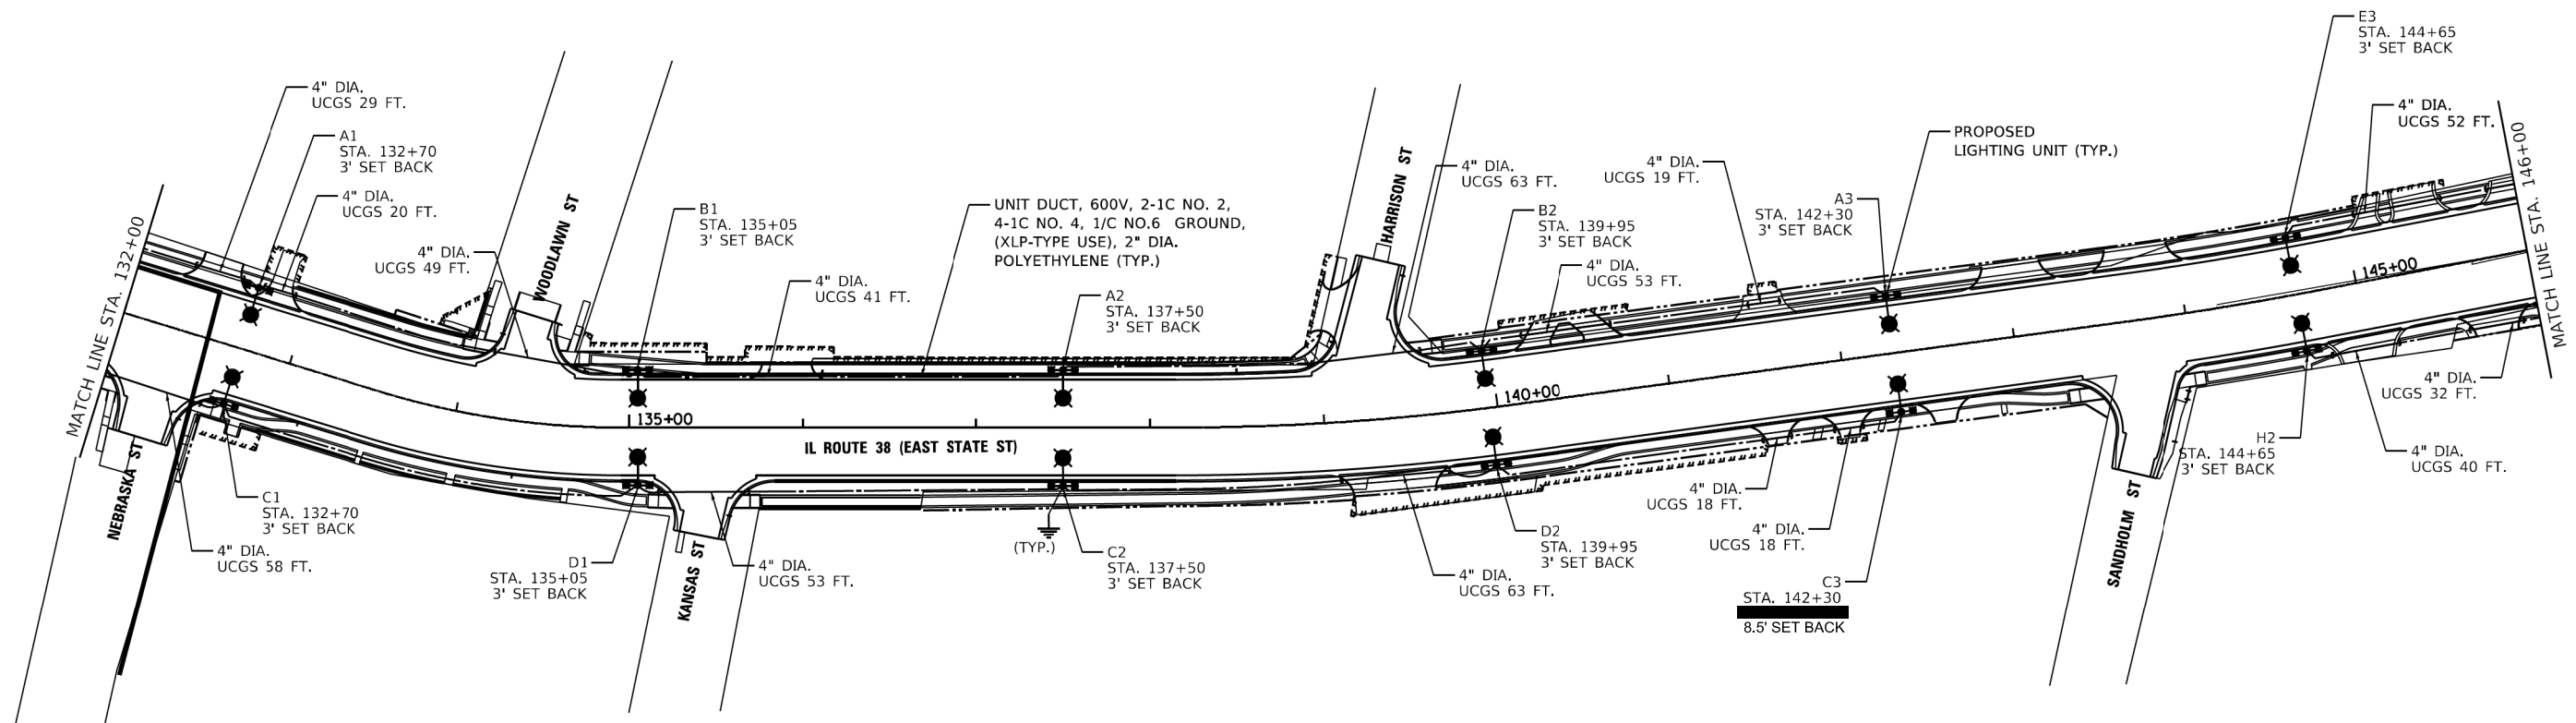 E3
STA. 144+65
3' SET BACK
4" DIA.
UCGS 29 FT.
4" DIA.
UCGS 52 FT.
A1
STA. 132+70
3' SET BACK
PROPOSED
LIGHTING UNIT (TYP.)
4" DIA.
UCGS 20 FT.
4" DIA.
UCGS 63 FT.
4" DIA.
UCGS 19 FT.
HARRISON ST
MATCH LINE STA. 146+00
WOODLAWN ST
B1
STA. 135+05
3' SET BACK
UNIT DUCT, 600V, 2-1C NO. 2,
4-1C NO. 4, 1/C NO.6 GROUND,
(XLP-TYPE USE), 2" DIA.
POLYETHYLENE (TYP.)
B2
STA. 139+95
3' SET BACK
A3
STA. 142+30
3' SET BACK
MATCH LINE STA. 132+00
4" DIA.
UCGS 49 FT.
4" DIA.
UCGS 41 FT.
4" DIA.
UCGS 53 FT.
145+00
A2
STA. 137+50
3' SET BACK
140+00
135+00
IL ROUTE 38 (EAST STATE ST)
4" DIA.
UCGS 32 FT.
NEBRASKA ST
C1
STA. 132+70
3' SET BACK
4" DIA.
UCGS 58 FT.
D1
STA. 135+05
3' SET BACK
KANSAS ST
4" DIA.
UCGS 53 FT.
(TYP.)
C2
STA. 137+50
3' SET BACK
4" DIA.
UCGS 63 FT.
D2
STA. 139+95
3' SET BACK
4" DIA.
UCGS 18 FT.
4" DIA.
UCGS 18 FT.
C3
STA. 142+30
8.5' SET BACK
SANDHOLM ST
H2
STA. 144+65
3' SET BACK
4" DIA.
UCGS 40 FT.